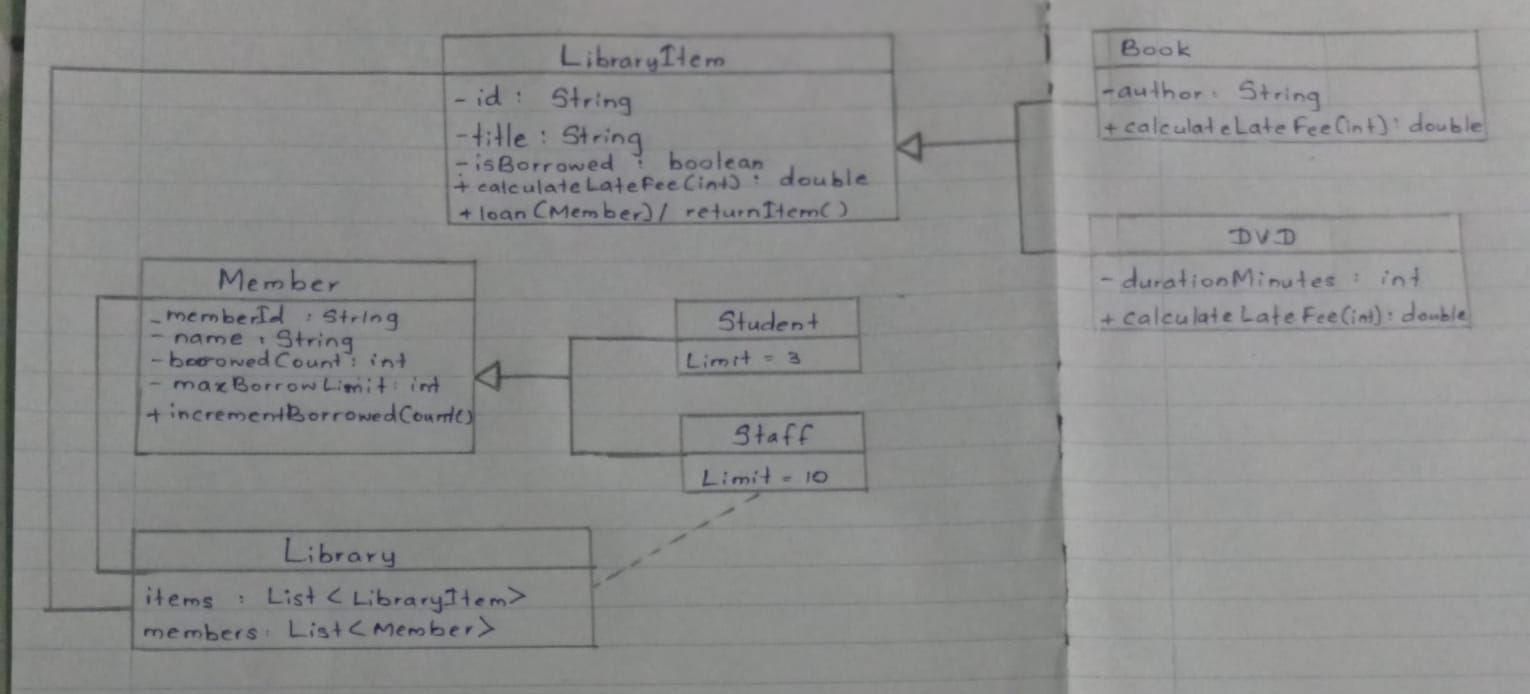 LibraryItem
- id : String
- title : String
- isBorrowed : boolean
+ calculateLateFee(int) : double
+ loan(Member) / returnItem()
Book
- author : String
+ calculateLateFee(int) : double
DVD
- durationMinutes : int
+ calculateLateFee(int) : double
Member
- memberId : String
- name : String
- borrowedCount : int
- maxBorrowLimit : int
+ incrementBorrowedCount()
Student
Limit = 3
Staff
Limit = 10
Library
items : List<LibraryItem>
members : List<Member>